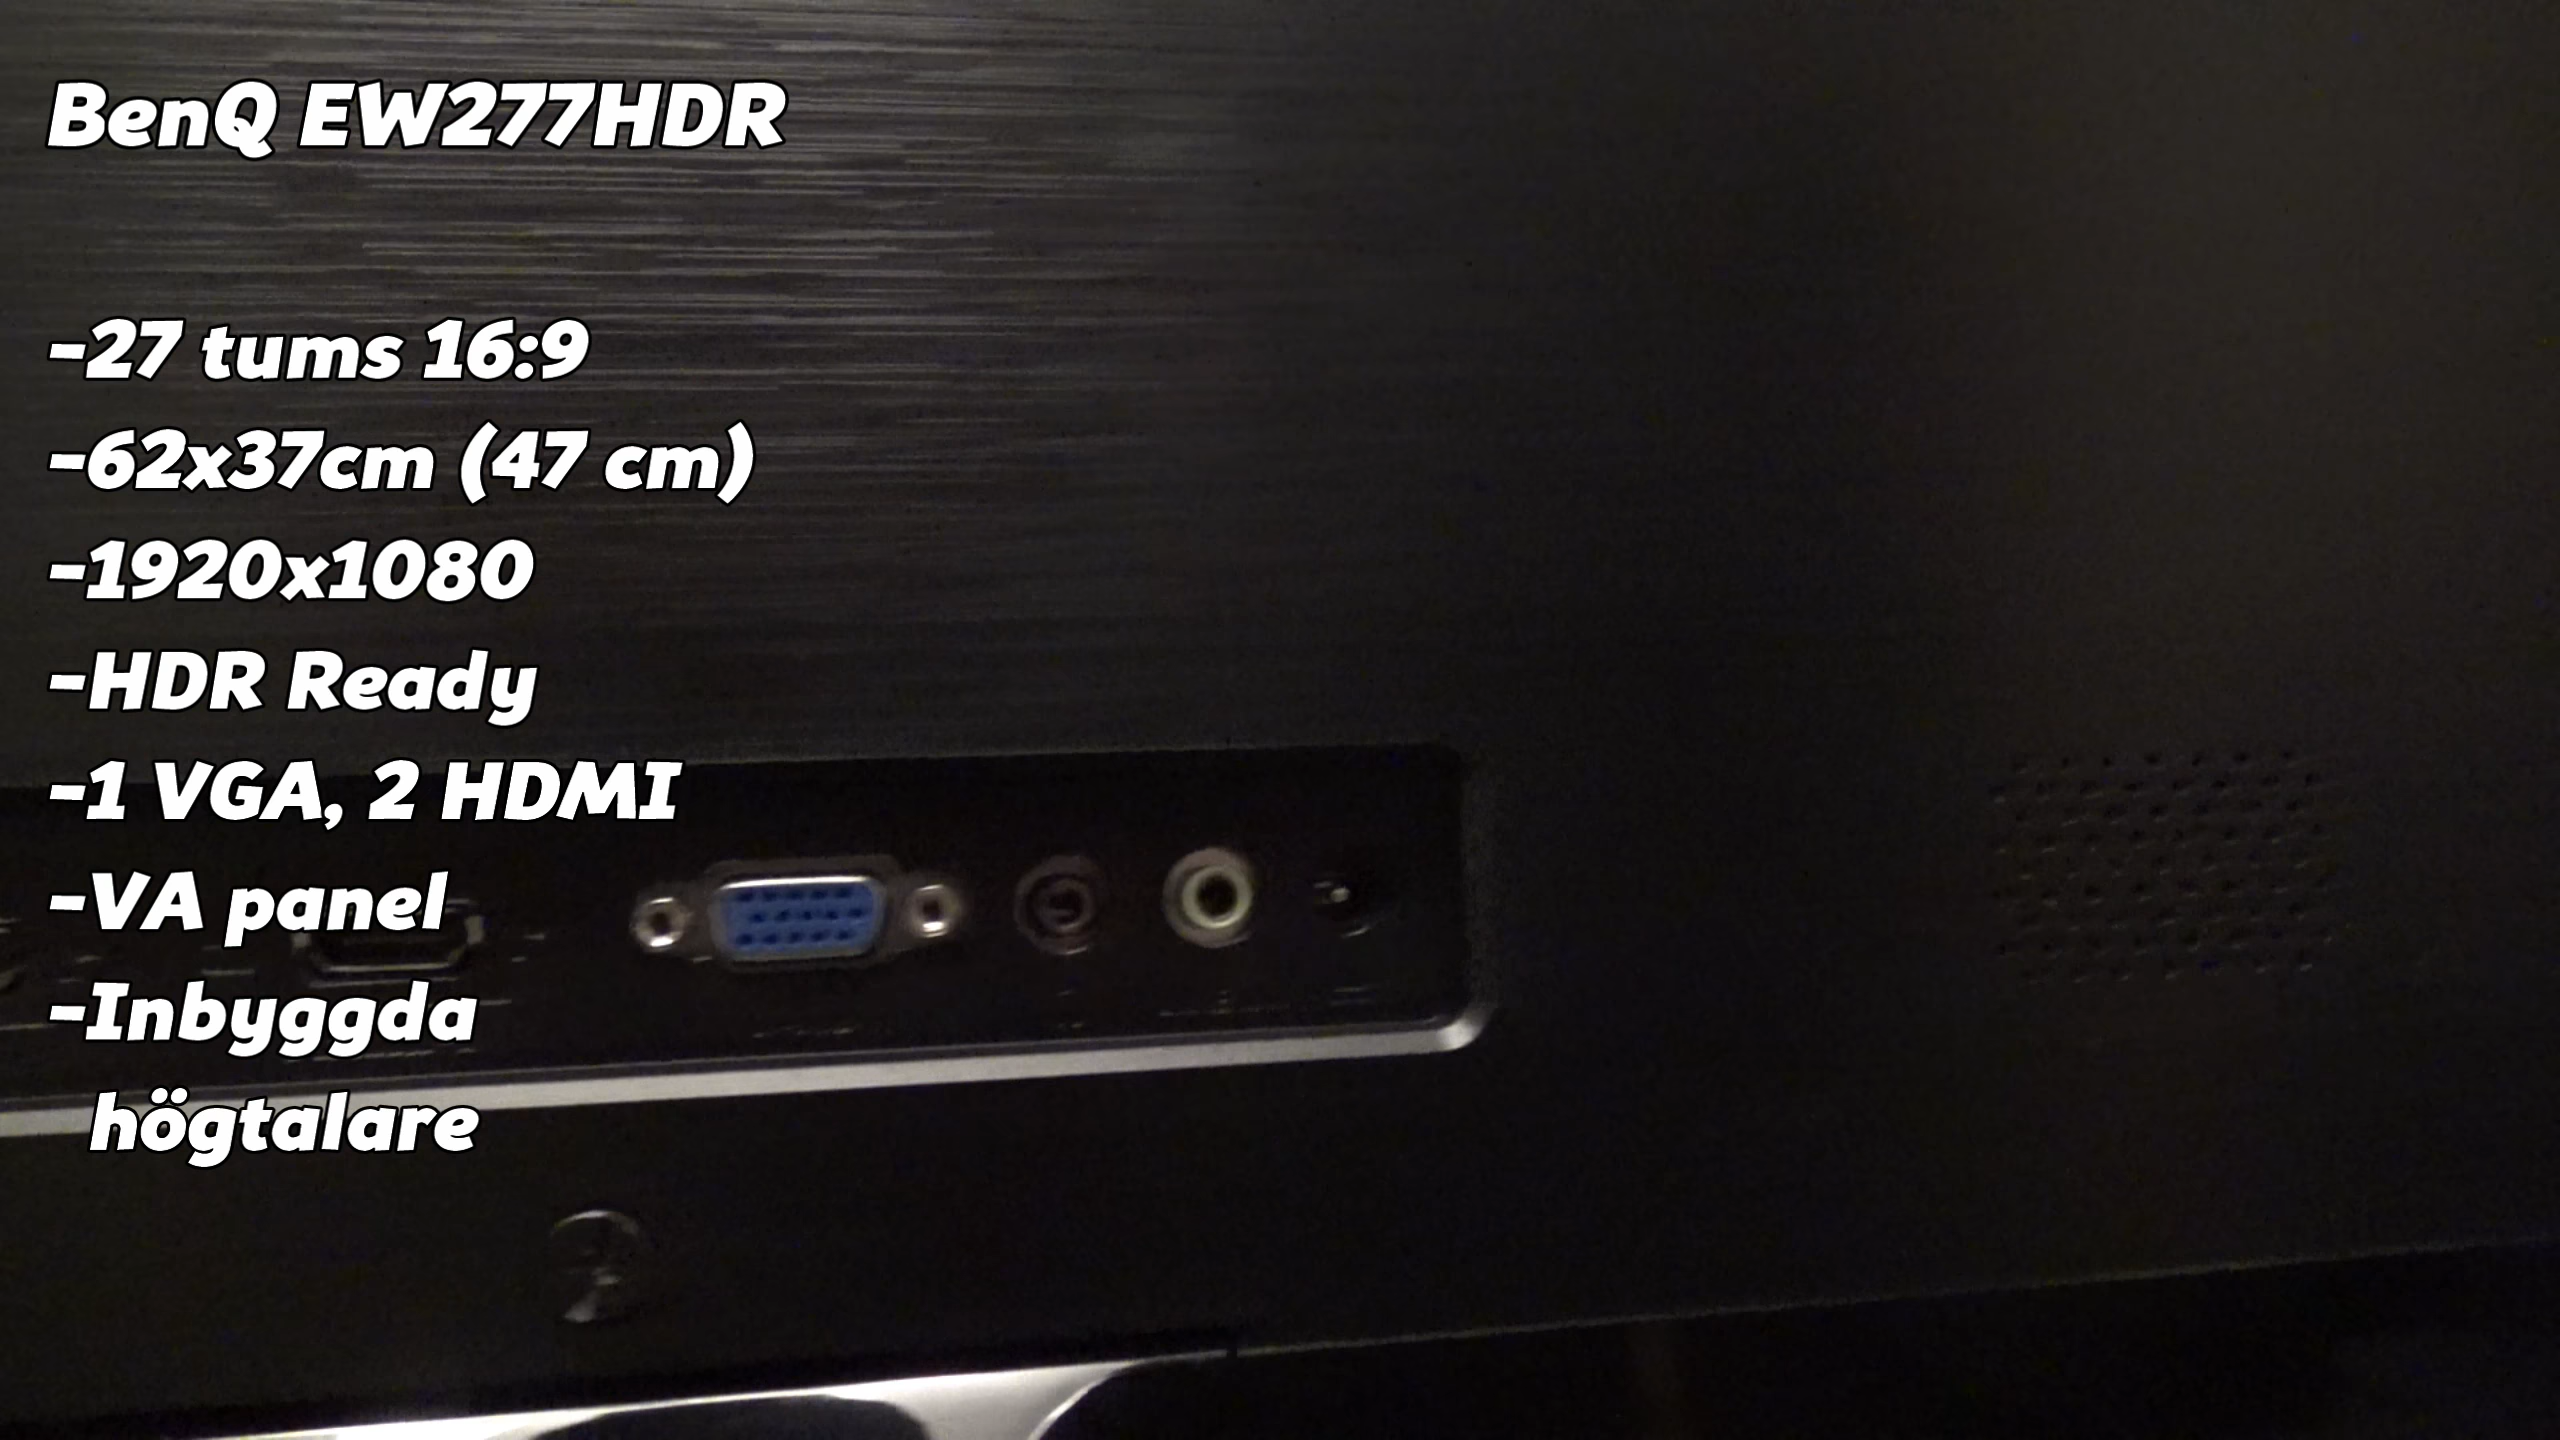 BenQ EW277HDR
-27 tums 16:9
-62x37cm (47 cm)
-1920x1080
-HDR Ready
-1 VGA, 2 HDMI
-VA panel
-Inbyggda
högtalare